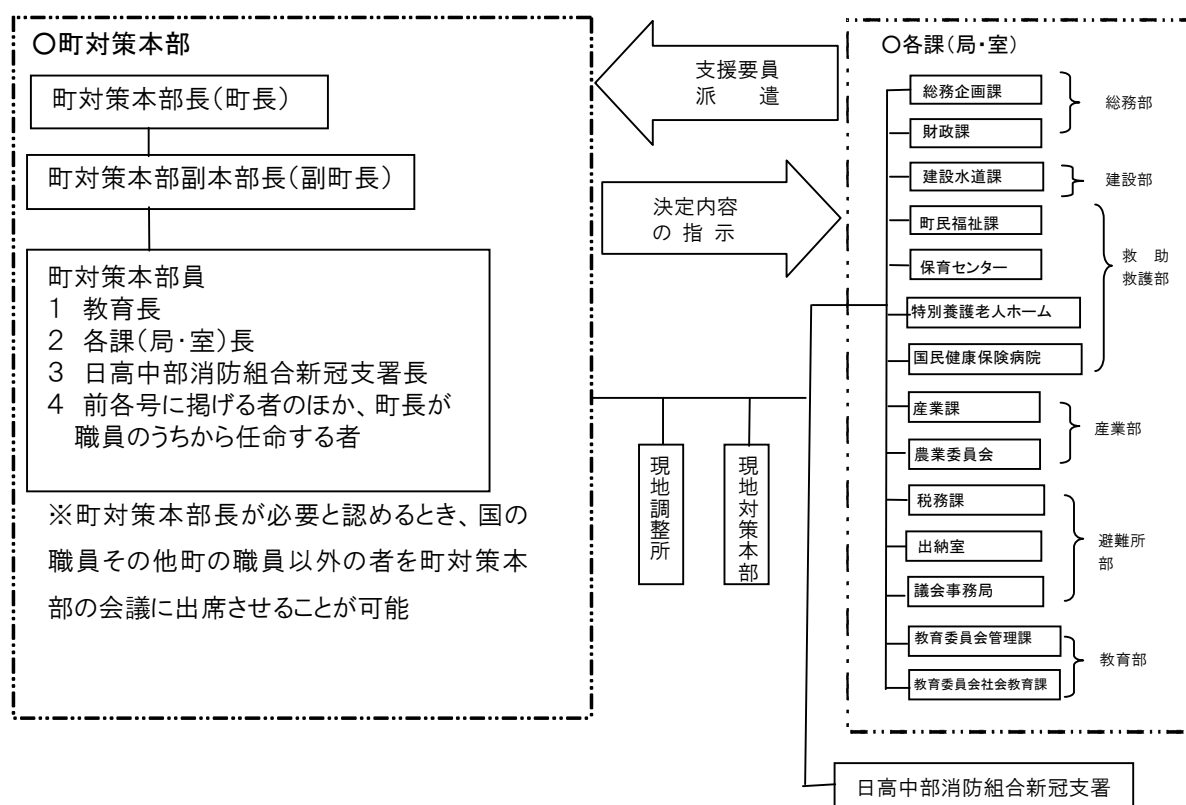 ○町対策本部
町対策本部長(町長)
町対策本部副本部長(副町長)
町対策本部員
1 教育長
2 各課(局・室)長
3 日高中部消防組合新冠支署長
4 前各号に掲げる者のほか、町長が
職員のうちから任命する者
※町対策本部長が必要と認めるとき、国の
職員その他町の職員以外の者を町対策本
部の会議に出席させることが可能
支援要員
派 遣
決定内容
の 指 示
現地調整所
現地対策本部
○各課(局・室)
総務企画課
財政課
総務部
建設水道課
建設部
町民福祉課
保育センター
特別養護老人ホーム
国民健康保険病院
救 助
救護部
産業課
農業委員会
産業部
税務課
出納室
議会事務局
避難所
部
教育委員会管理課
教育委員会社会教育課
教育部
日高中部消防組合新冠支署